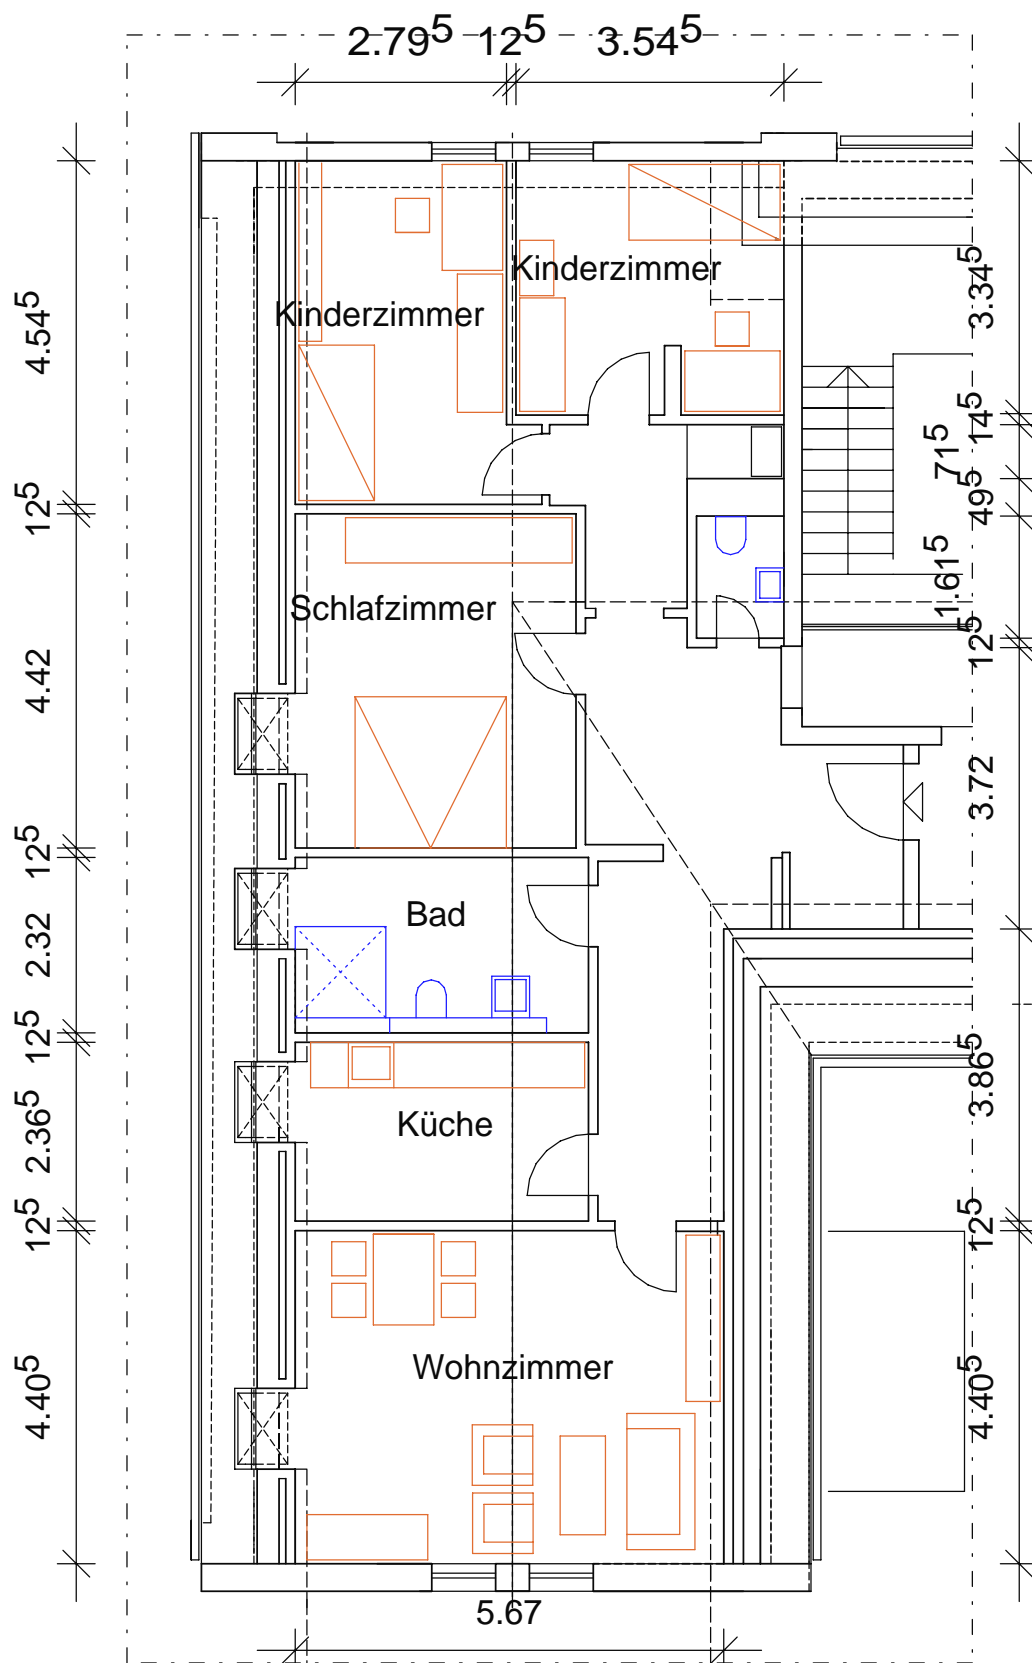 2.79⁵ 12⁵ 3.54⁵
Kinderzimmer
Kinderzimmer
Schlafzimmer
Bad
Küche
Wohnzimmer
5.67
4.54⁵
12⁵
4.42
12⁵
2.32
12⁵
2.36⁵
12⁵
4.40⁵
3.34⁵
14⁵
71⁵
49⁵
1.61⁵
12⁵
3.72
3.86⁵
12⁵
4.40⁵